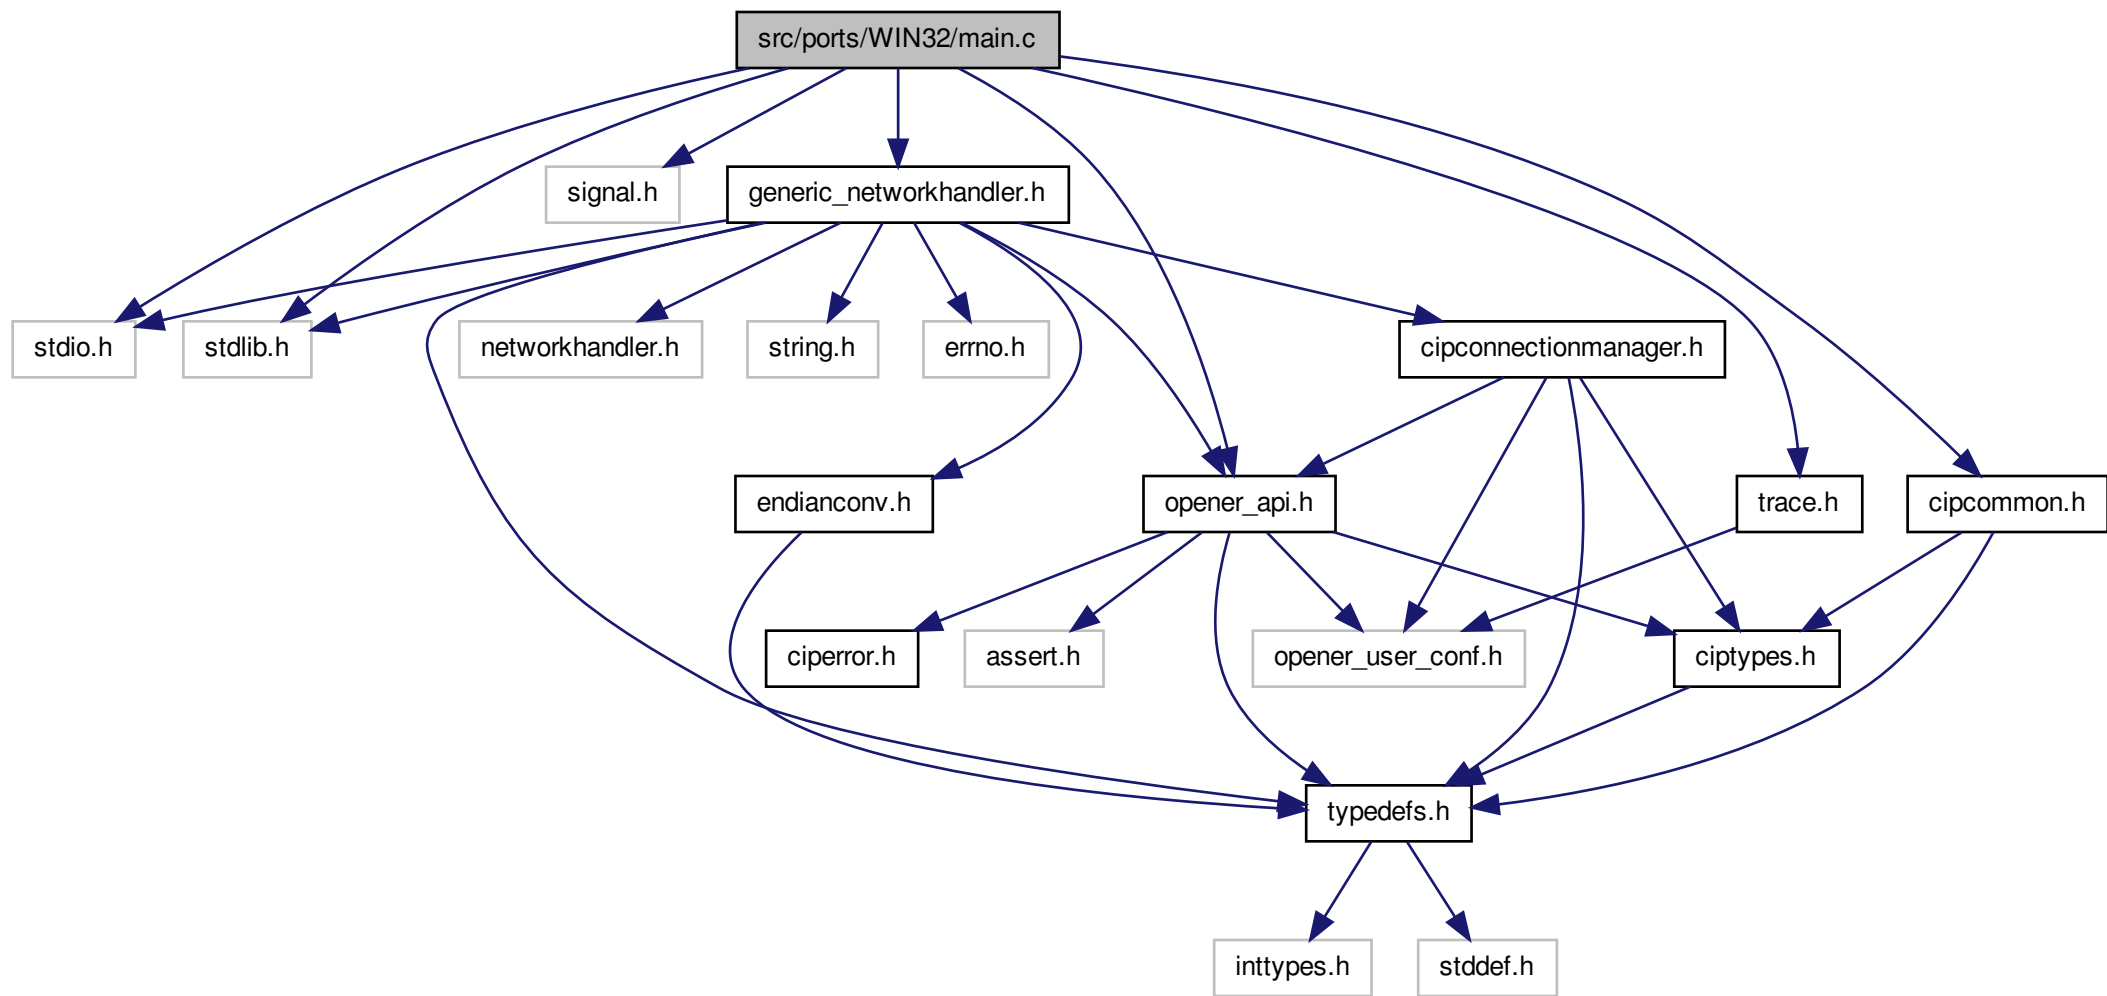 src/ports/WIN32/main.c
signal.h
generic_networkhandler.h
stdio.h
stdlib.h
networkhandler.h
string.h
errno.h
cipconnectionmanager.h
endianconv.h
opener_api.h
trace.h
cipcommon.h
ciperror.h
assert.h
opener_user_conf.h
ciptypes.h
typedefs.h
inttypes.h
stddef.h